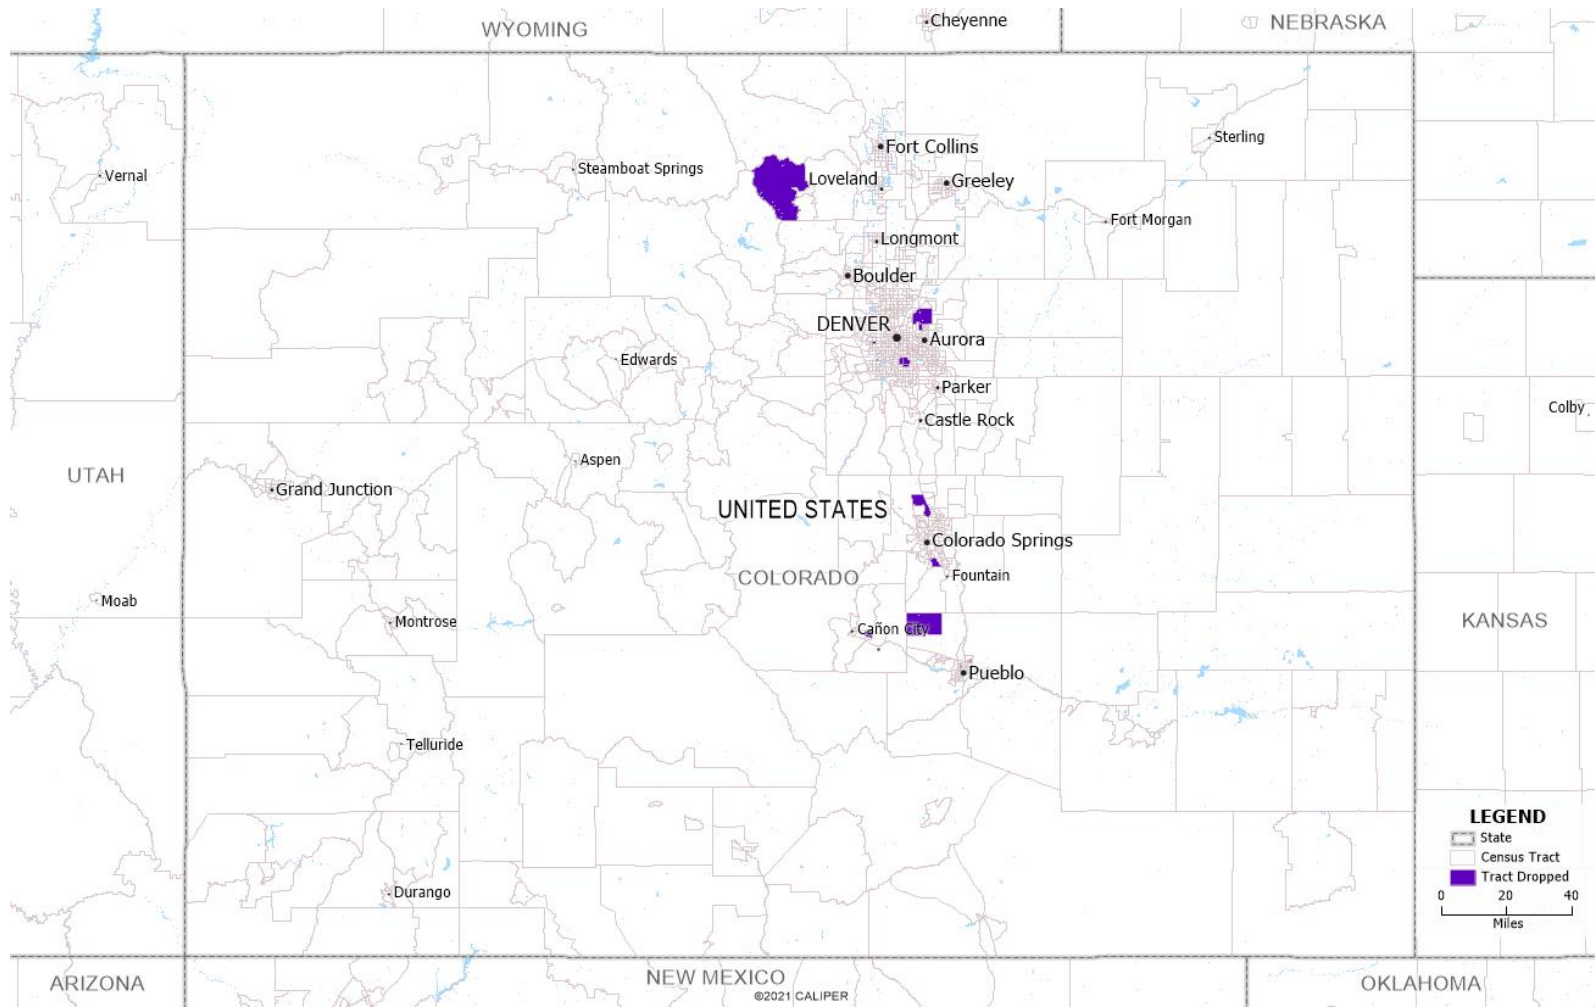 WYOMING
Cheyenne
NEBRASKA
Sterling
Fort Collins
Steamboat Springs
Vernal
Loveland
Greeley
Fort Morgan
Longmont
Boulder
DENVER
Aurora
Edwards
Parker
Colby
Castle Rock
Aspen
UTAH
Grand Junction
UNITED STATES
Colorado Springs
COLORADO
Fountain
Moab
Montrose
Cañon City
KANSAS
Pueblo
Telluride
LEGEND
State
Census Tract
Tract Dropped
0 20 40
Miles
Durango
ARIZONA
NEW MEXICO
OKLAHOMA
©2021 CALIPER